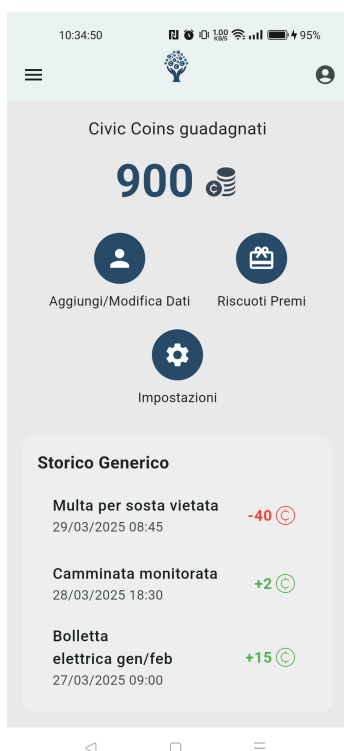 10:34:50 1.00 KB/S 95%
Civic Coins guadagnati
900
Aggiungi/Modifica Dati Riscuoti Premi
Impostazioni
Storico Generico
Multa per sosta vietata
-40
29/03/2025 08:45
Camminata monitorata
+2
28/03/2025 18:30
Bolletta
elettrica gen/feb
+15
27/03/2025 09:00